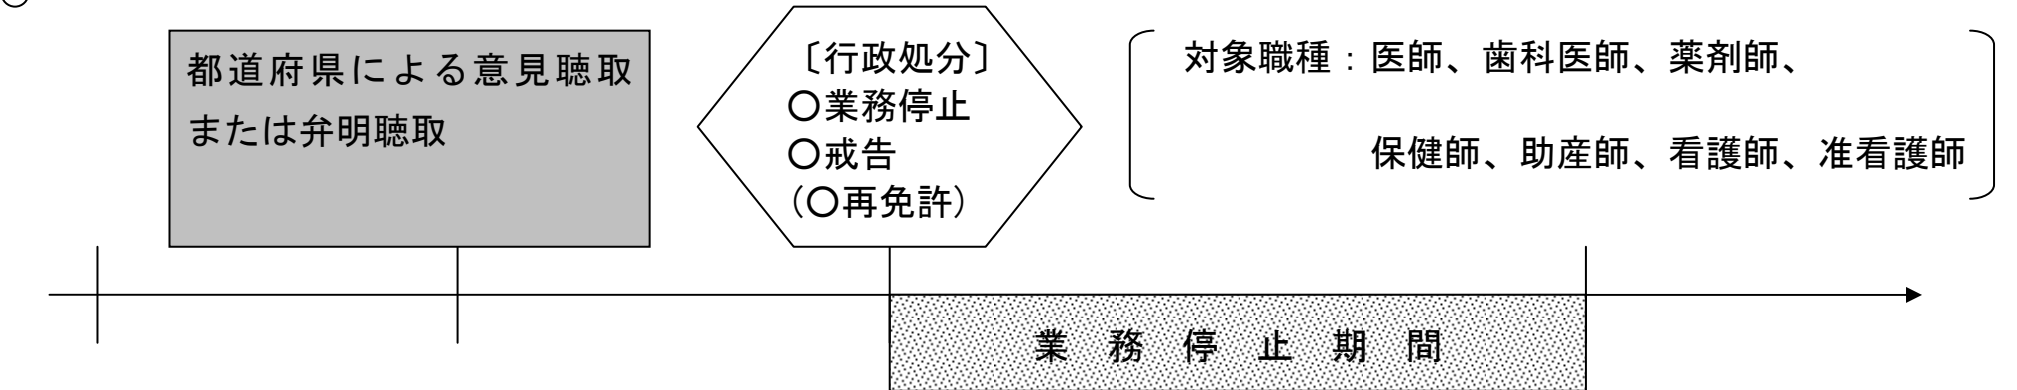 都道府県による意見聴取
または弁明聴取
〔行政処分〕
〇業務停止
〇戒告
(〇再免許)
対象職種：医師、歯科医師、薬剤師、
保健師、助産師、看護師、准看護師
業務停止期間